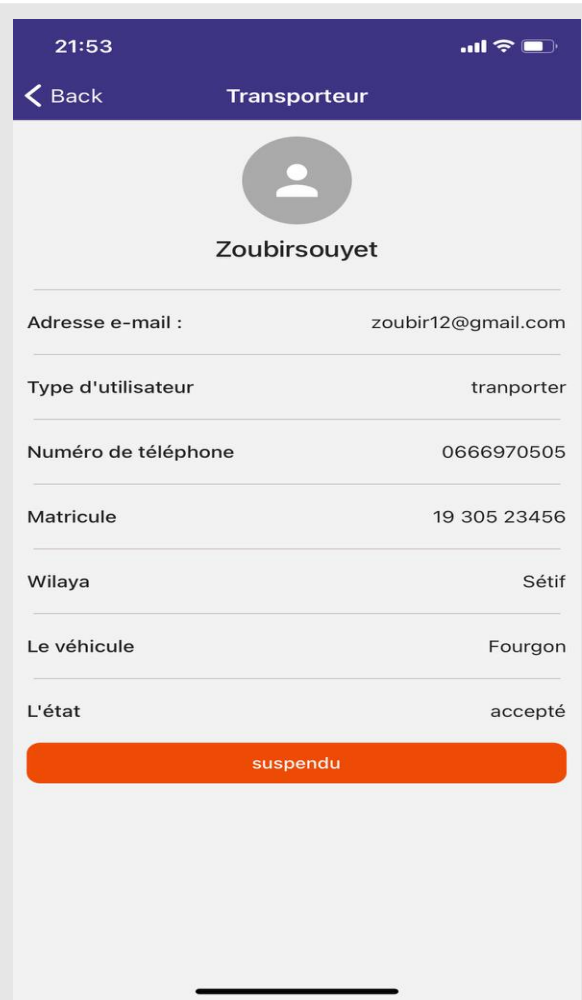 21:53
Back Transporteur
Zoubirsouyet
Adresse e-mail : zoubir12@gmail.com
Type d'utilisateur tranporter
Numéro de téléphone 0666970505
Matricule 19 305 23456
Wilaya Sétif
Le véhicule Fourgon
L'état accepté
suspendu